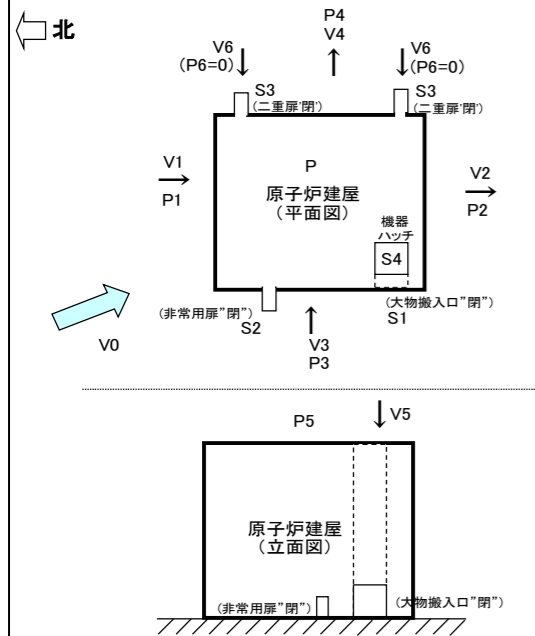 北
P4
V4
V6
(P6=0)
V6
(P6=0)
S3
(二重扉'閉')
S3
(二重扉'閉')
V1
P1
P
原子炉建屋
(平面図)
V2
P2
機器
ハッチ
S4
(非常用扉"閉")
S2
(大物搬入口"閉")
S1
V0
V3
P3
P5
V5
原子炉建屋
(立面図)
(非常用扉"閉")
(大物搬入口"閉")